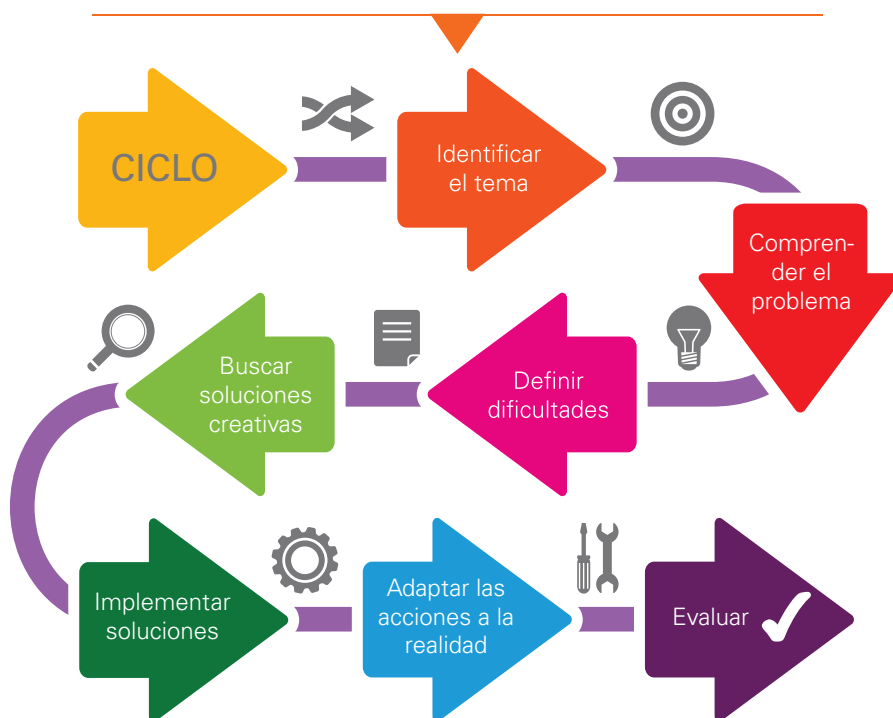 CICLO
Identificar
el tema
Compren-
der el
problema
Definir
dificultades
Buscar
soluciones
creativas
Implementar
soluciones
Adaptar las
acciones a la
realidad
Evaluar